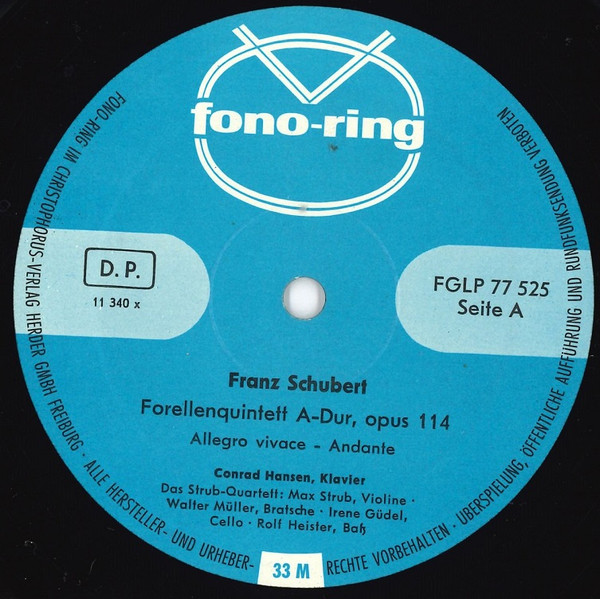 fono-ring
D. P.
11 340 x
FGLP 77 525
Seite A
Franz Schubert
Forellenquintett A-Dur, opus 114
Allegro vivace - Andante
Conrad Hansen, Klavier
Das Strub-Quartett: Max Strub, Violine ·
Walter Müller, Bratsche · Irene Güdel,
Cello · Rolf Heister, Baß
33 M
FONO-RING IM CHRISTOPHORUS-VERLAG HERDER GMBH FREIBURG · ALLE HERSTELLER- UND URHEBER-RECHTE VORBEHALTEN · UBERSPIELUNG, ÖFFENTLICHE AUFFÜHRUNG UND RUNDFUNKSENDUNG VERBOTEN